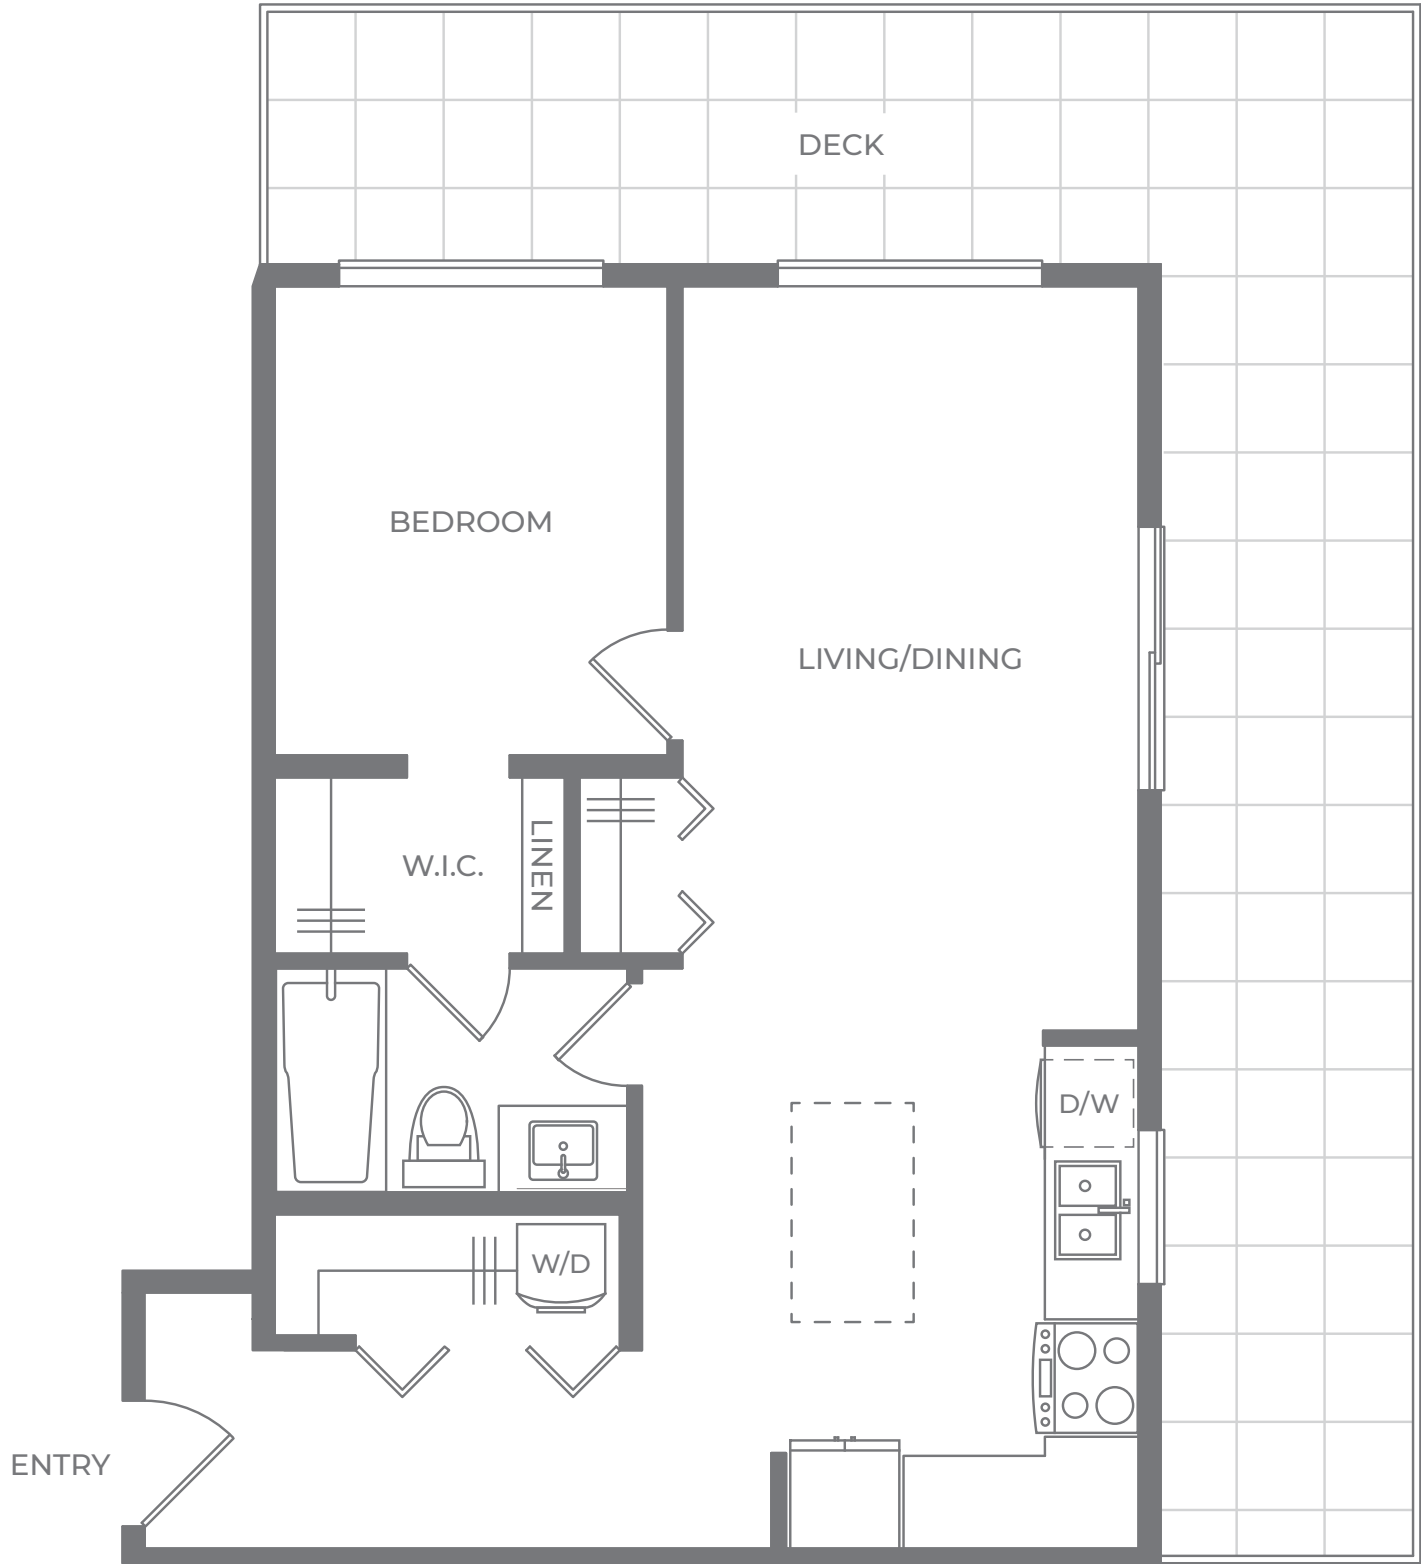 DECK
BEDROOM
LIVING/DINING
W.I.C.
LINEN
D/W
W/D
ENTRY